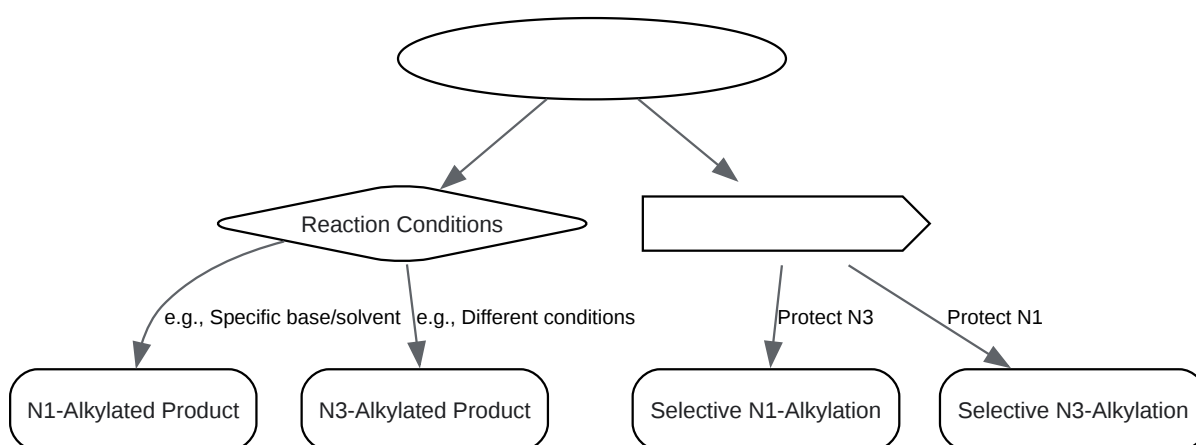 Reaction Conditions
e.g., Specific base/solvent
e.g., Different conditions
Protect N3
Protect N1
N1-Alkylated Product
N3-Alkylated Product
Selective N1-Alkylation
Selective N3-Alkylation